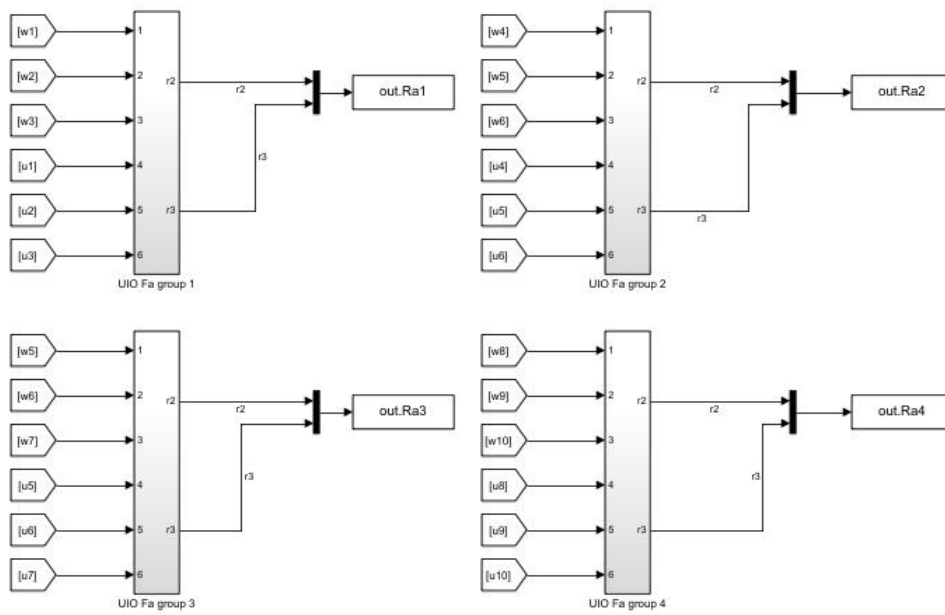 [w1]
[w2]
[w3]
[u1]
[u2]
[u3]
1
2
3
4
5
6
r2
r3
r2
r3
out.Ra1
UIO Fa group 1
[w4]
[w5]
[w6]
[u4]
[u5]
[u6]
1
2
3
4
5
6
r2
r3
r2
r3
out.Ra2
UIO Fa group 2
[w5]
[w6]
[w7]
[u5]
[u6]
[u7]
1
2
3
4
5
6
r2
r3
r2
r3
out.Ra3
UIO Fa group 3
[w8]
[w9]
[w10]
[u8]
[u9]
[u10]
1
2
3
4
5
6
r2
r3
r2
r3
out.Ra4
UIO Fa group 4